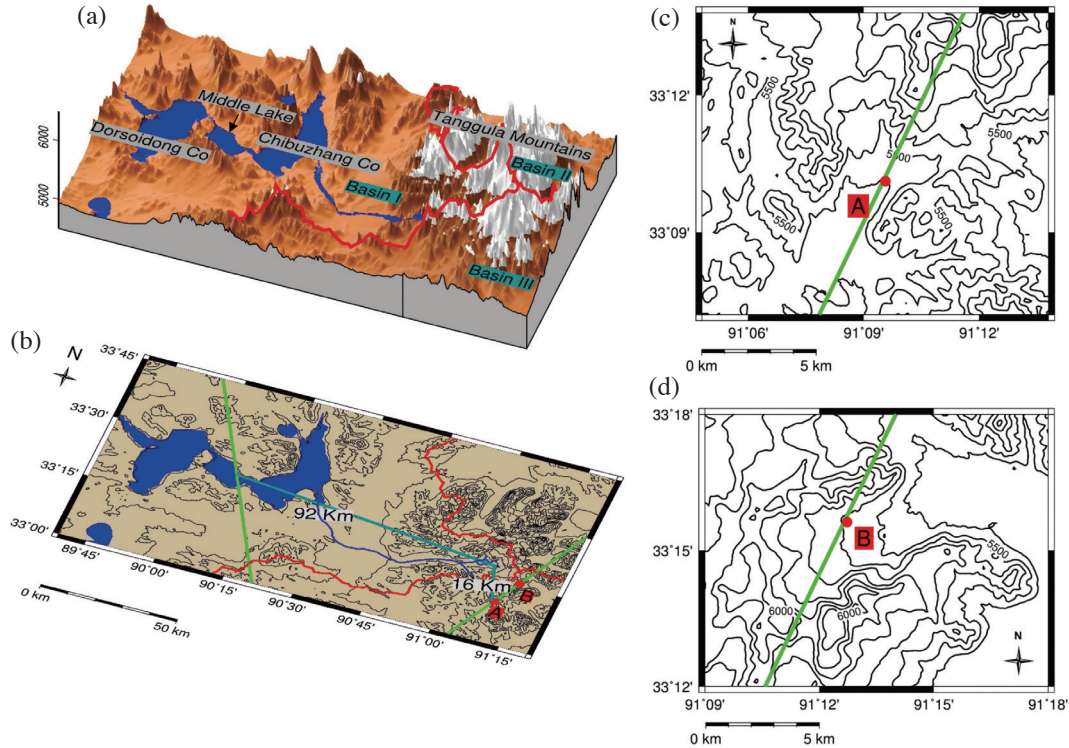 (a)
6000
5000
Middle Lake
Dorsoidong Co
Chibuzhang Co
Tanggula Mountains
Basin I
Basin II
Basin III
(b)
N
33°45'
33°30'
33°15'
33°00'
89°45'
90°00'
90°15'
90°30'
90°45'
91°00'
91°15'
92 Km
16 Km
A
B
0 km
50 km
(c)
N
33°12'
33°09'
5500
5500
5000
5500
5500
A
91°06'
91°09'
91°12'
0 km
5 km
(d)
33°18'
33°15'
33°12'
B
5500
6000
6000
N
91°09'
91°12'
91°15'
91°18'
0 km
5 km